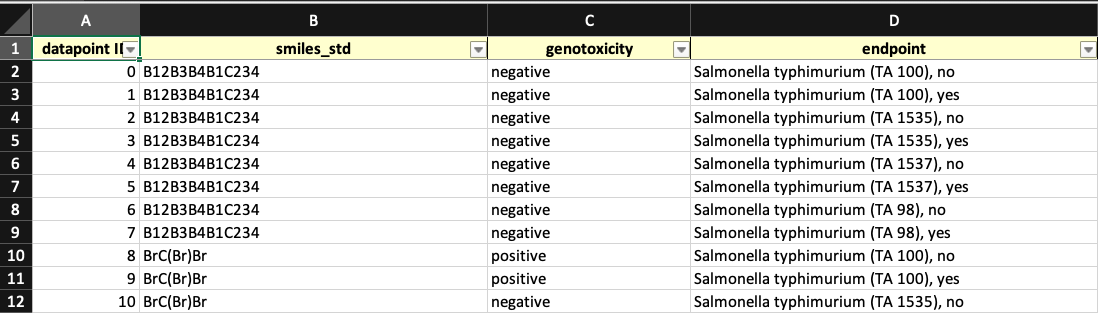 A B C D
1 datapoint I smiles_std genotoxicity endpoint
2 0 B12B3B4B1C234 negative Salmonella typhimurium (TA 100), no
3 1 B12B3B4B1C234 negative Salmonella typhimurium (TA 100), yes
4 2 B12B3B4B1C234 negative Salmonella typhimurium (TA 1535), no
5 3 B12B3B4B1C234 negative Salmonella typhimurium (TA 1535), yes
6 4 B12B3B4B1C234 negative Salmonella typhimurium (TA 1537), no
7 5 B12B3B4B1C234 negative Salmonella typhimurium (TA 1537), yes
8 6 B12B3B4B1C234 negative Salmonella typhimurium (TA 98), no
9 7 B12B3B4B1C234 negative Salmonella typhimurium (TA 98), yes
10 8 BrC(Br)Br positive Salmonella typhimurium (TA 100), no
11 9 BrC(Br)Br positive Salmonella typhimurium (TA 100), yes
12 10 BrC(Br)Br negative Salmonella typhimurium (TA 1535), no